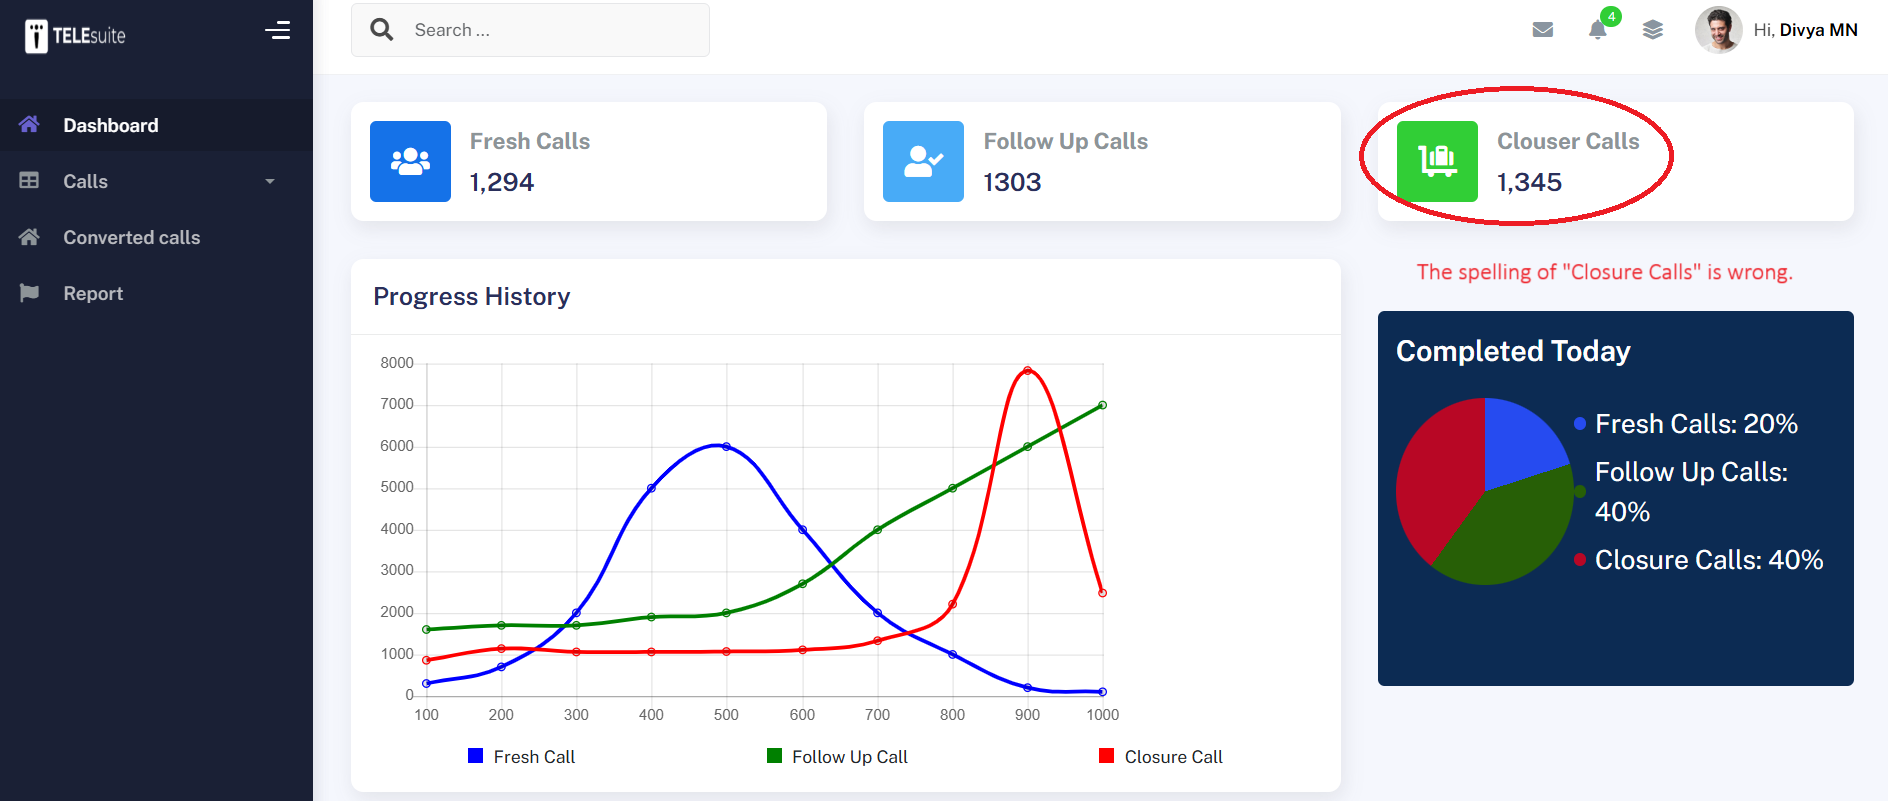 TELEsuite
Search ...
4
Hi, Divya MN
Dashboard
Calls
Converted calls
Report
Fresh Calls
1,294
Follow Up Calls
1303
Clouser Calls
1,345
The spelling of "Closure Calls" is wrong.
Progress History
8000
7000
6000
5000
4000
3000
2000
1000
0
100 200 300 400 500 600 700 800 900 1000
Fresh Call Follow Up Call Closure Call
Completed Today
Fresh Calls: 20%
Follow Up Calls:
40%
Closure Calls: 40%